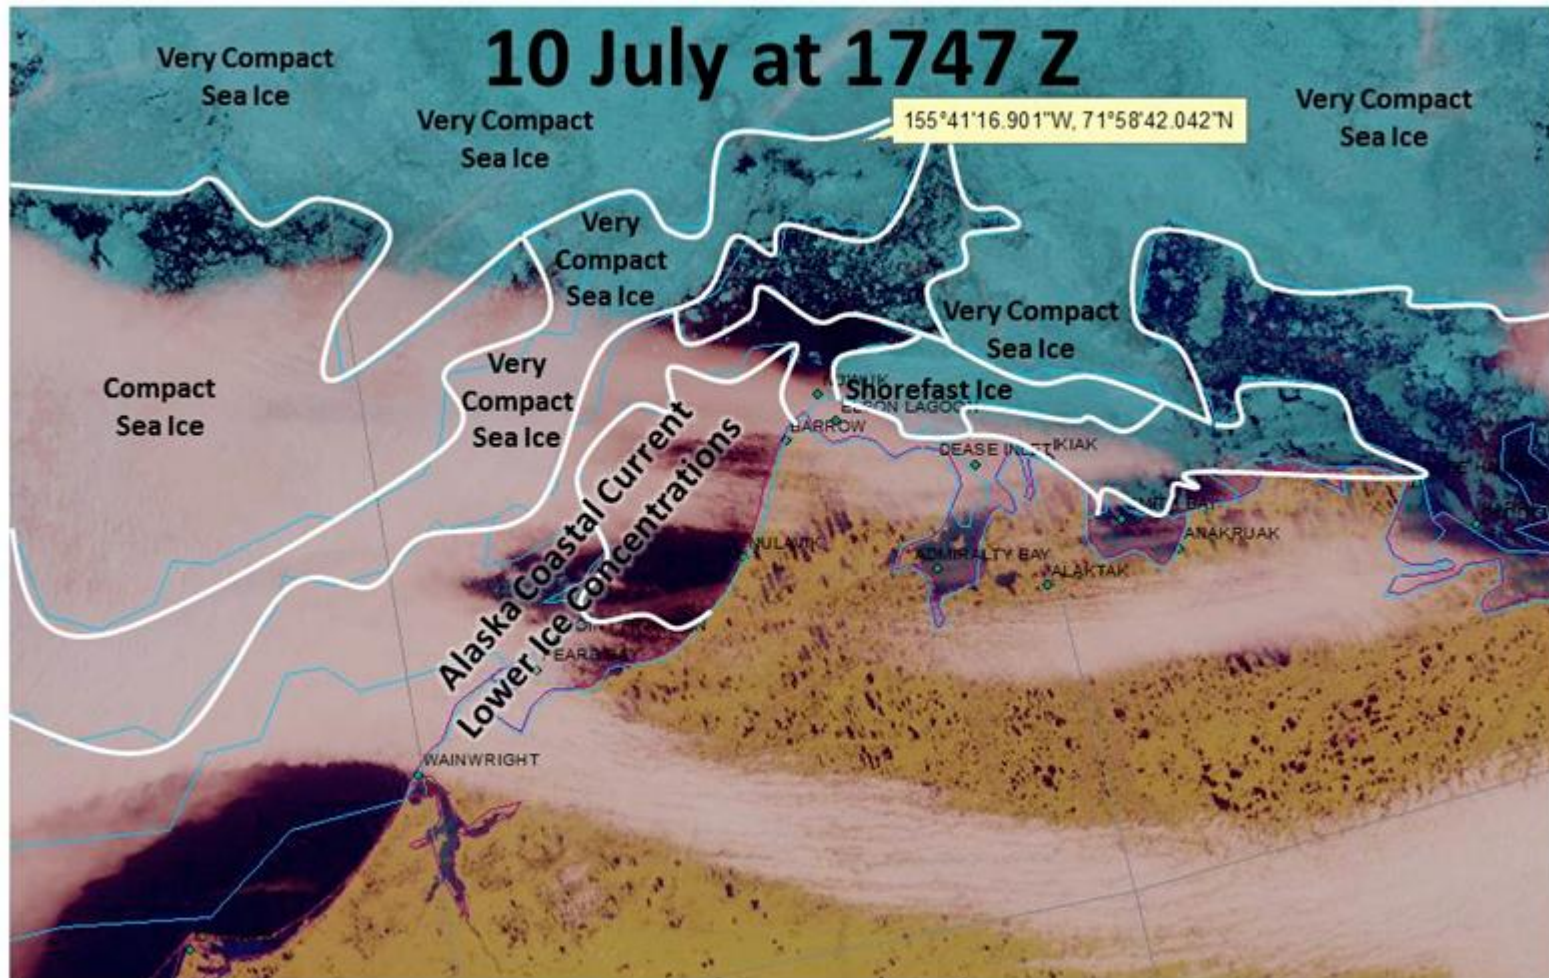 10 July at 1747 Z
Very Compact
Sea Ice
Very Compact
Sea Ice
155°41'16.901"W, 71°58'42.042"N
Very Compact
Sea Ice
Very
Compact
Sea Ice
Very Compact
Sea Ice
Compact
Sea Ice
Very
Compact
Sea Ice
Shorefast Ice
BARROW
DEASE INLET
IKIAK
Alaska Coastal Current
Lower Ice Concentrations
NULAVIK
ADMIRALTY BAY
ANAKRUAK
ALAKTAK
WAINWRIGHT